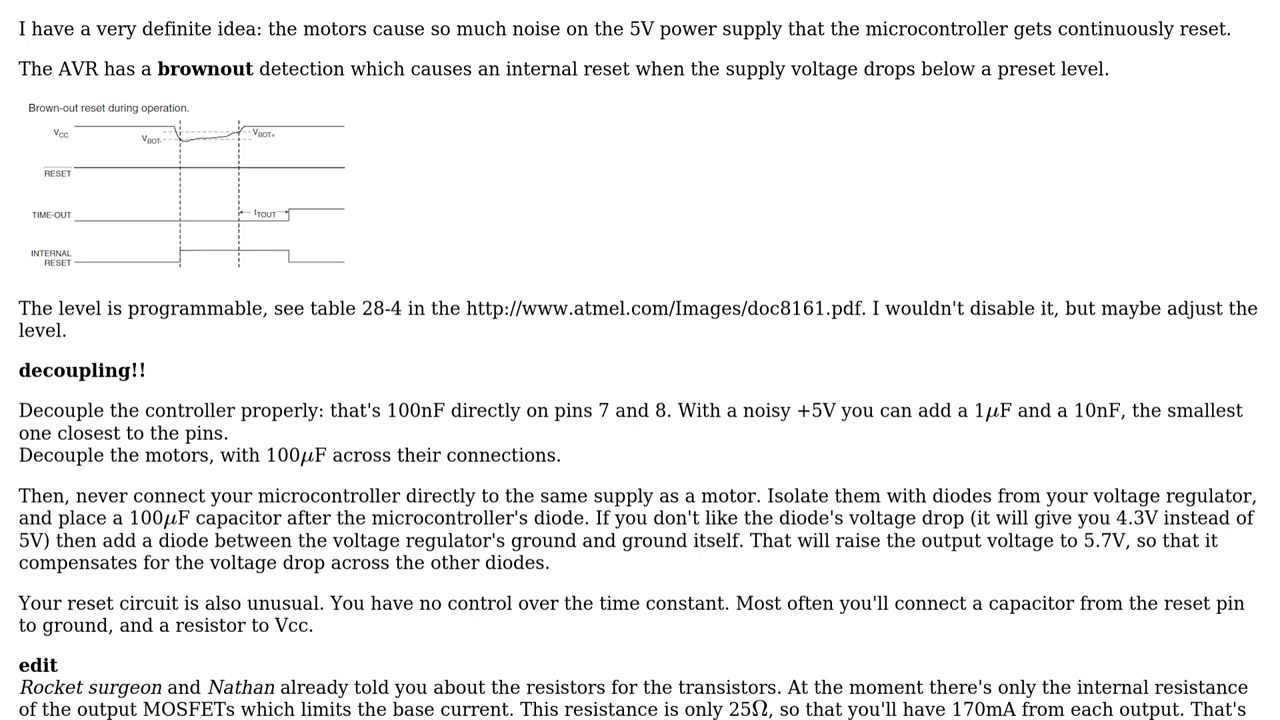 I have a very definite idea: the motors cause so much noise on the 5V power supply that the microcontroller gets continuously reset.
The AVR has a brownout detection which causes an internal reset when the supply voltage drops below a preset level.
Brown-out reset during operation.
VCC
VBOT-
VBOT+
RESET
TIME-OUT
tTOUT
INTERNAL
RESET
The level is programmable, see table 28-4 in the http://www.atmel.com/Images/doc8161.pdf. I wouldn't disable it, but maybe adjust the
level.
decoupling!!
Decouple the controller properly: that's 100nF directly on pins 7 and 8. With a noisy +5V you can add a 1μF and a 10nF, the smallest
one closest to the pins.
Decouple the motors, with 100μF across their connections.
Then, never connect your microcontroller directly to the same supply as a motor. Isolate them with diodes from your voltage regulator,
and place a 100μF capacitor after the microcontroller's diode. If you don't like the diode's voltage drop (it will give you 4.3V instead of
5V) then add a diode between the voltage regulator's ground and ground itself. That will raise the output voltage to 5.7V, so that it
compensates for the voltage drop across the other diodes.
Your reset circuit is also unusual. You have no control over the time constant. Most often you'll connect a capacitor from the reset pin
to ground, and a resistor to Vcc.
edit
Rocket surgeon and Nathan already told you about the resistors for the transistors. At the moment there's only the internal resistance
of the output MOSFETs which limits the base current. This resistance is only 25Ω, so that you'll have 170mA from each output. That's